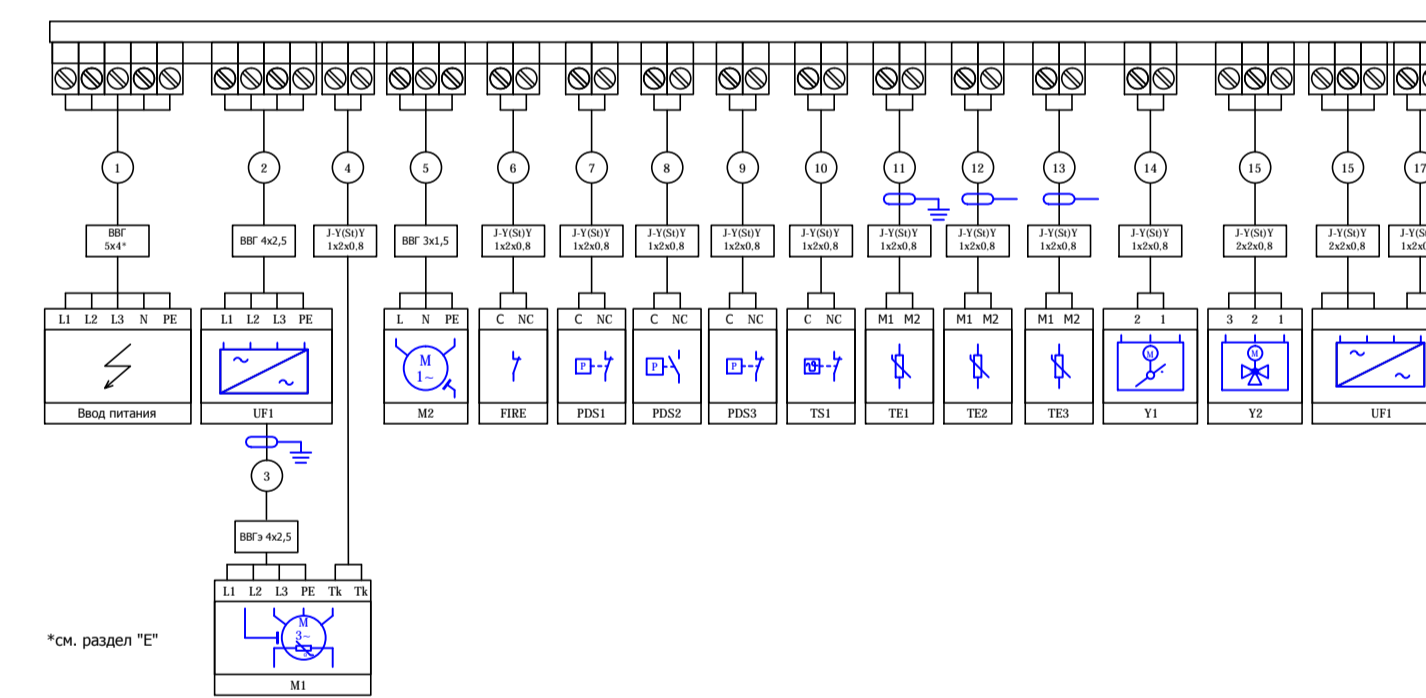 1 2 4 5 6 7 8 9 10 11 12 13 14 15 15 17
ВВГ 5x4*
ВВГ 4x2,5
J-Y(St)Y 1x2x0,8
ВВГ 3x1,5
J-Y(St)Y 1x2x0,8
J-Y(St)Y 1x2x0,8
J-Y(St)Y 1x2x0,8
J-Y(St)Y 1x2x0,8
J-Y(St)Y 1x2x0,8
J-Y(St)Y 1x2x0,8
J-Y(St)Y 1x2x0,8
J-Y(St)Y 1x2x0,8
J-Y(St)Y 1x2x0,8
J-Y(St)Y 2x2x0,8
J-Y(St)Y 2x2x0,8
L1 L2 L3 N PE
L1 L2 L3 PE
L N PE
C NC
C NC
C NC
C NC
C NC
M1 M2
M1 M2
M1 M2
2 1
3 2 1
M 1~
P
P
P
M
M
Ввод питания
UF1
M2
FIRE
PDS1
PDS2
PDS3
TS1
TE1
TE2
TE3
Y1
Y2
UF1
3
ВВГэ 4x2,5
L1 L2 L3 PE Tk Tk
M
3~
M1
*см. раздел "Е"